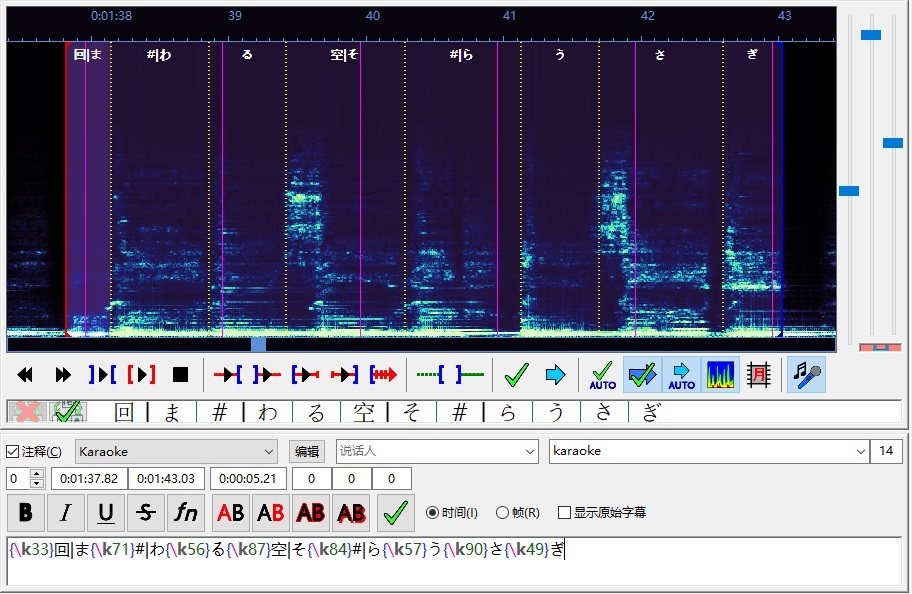 0:01:38 39 40 41 42 43
回|ま #|わ る 空|そ #|ら う さ ぎ
AUTO AUTO 月
回 | ま # | わ る 空 | そ # | ら う さ ぎ
注释(C) Karaoke 编辑 说话人 karaoke 14
0 0:01:37.82 0:01:43.03 0:00:05.21 0 0 0
B I U S fn AB AB AB AB 时间(I) 帧(R) 显示原始字幕
{\k33}回|ま{\k71}#|わ{\k56}る{\k87}空|そ{\k84}#|ら{\k57}う{\k90}さ{\k49}ぎ